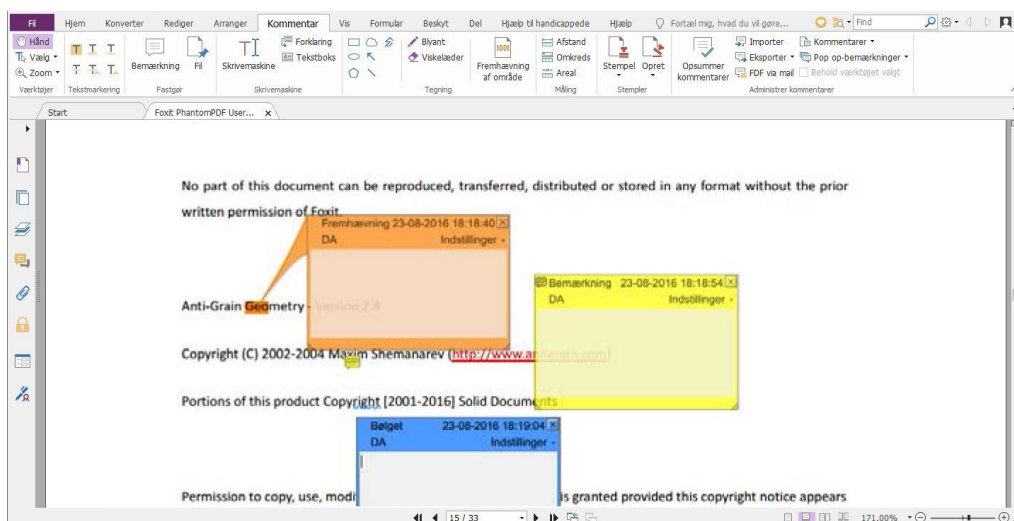 Fil Hjem Konverter Rediger Arranger Kommentar Vis Formular Beskyt Del Hjælp til handicappede Hjælp Fortæl mig, hvad du vil gøre... Find
Hånd
Vælg
Zoom
Værktøjer
T T T
T T T
Tekstmarkering
Bemærkning Fil
Fastgør
Skrivemaskine
Forklaring
Tekstboks
Skrivemaskine
Blyant
Viskelæder
Fremhævning af område
Tegning
Afstand
Omkreds
Areal
Måling
Stempel Opret
Stempler
Opsummer kommentarer
Importer
Eksporter
FDF via mail
Kommentarer
Pop op-bemærkninger
Behold værktøjet valgt
Administrer kommentarer
Start Foxit PhantomPDF User...
No part of this document can be reproduced, transferred, distributed or stored in any format without the prior
written permission of Foxit.
Fremhævning 23-08-2016 18:18:40
DA Indstillinger
Bemærkning 23-08-2016 18:18:54
DA Indstillinger
Anti-Grain Geometry - Version 2.4
Copyright (C) 2002-2004 Maxim Shemanarev (http://www.antigrain.com)
Portions of this product Copyright [2001-2016] Solid Documents
Bølget 23-08-2016 18:19:04
DA Indstillinger
Permission to copy, use, modi is granted provided this copyright notice appears
15 / 33 171.00%